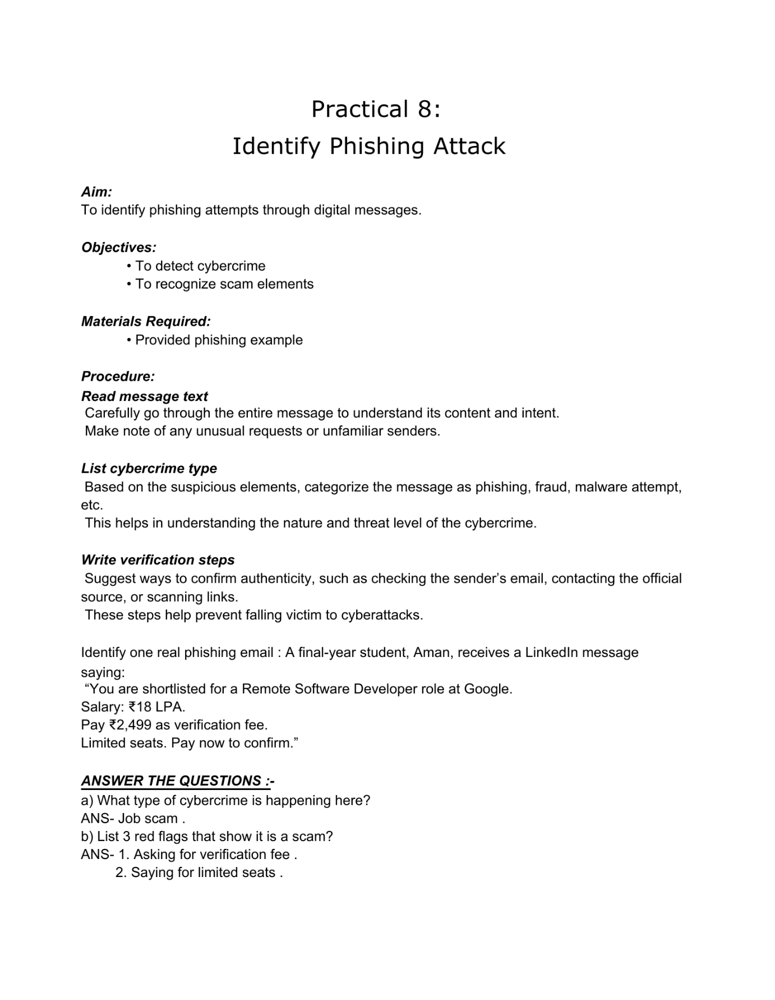 Practical 8:
Identify Phishing Attack
Aim:
To identify phishing attempts through digital messages.
Objectives:
• To detect cybercrime
• To recognize scam elements
Materials Required:
• Provided phishing example
Procedure:
Read message text
Carefully go through the entire message to understand its content and intent.
Make note of any unusual requests or unfamiliar senders.
List cybercrime type
Based on the suspicious elements, categorize the message as phishing, fraud, malware attempt,
etc.
This helps in understanding the nature and threat level of the cybercrime.
Write verification steps
Suggest ways to confirm authenticity, such as checking the sender’s email, contacting the official
source, or scanning links.
These steps help prevent falling victim to cyberattacks.
Identify one real phishing email : A final-year student, Aman, receives a LinkedIn message
saying:
“You are shortlisted for a Remote Software Developer role at Google.
Salary: ₹18 LPA.
Pay ₹2,499 as verification fee.
Limited seats. Pay now to confirm.”
ANSWER THE QUESTIONS :-
a) What type of cybercrime is happening here?
ANS- Job scam .
b) List 3 red flags that show it is a scam?
ANS- 1. Asking for verification fee .
2. Saying for limited seats .